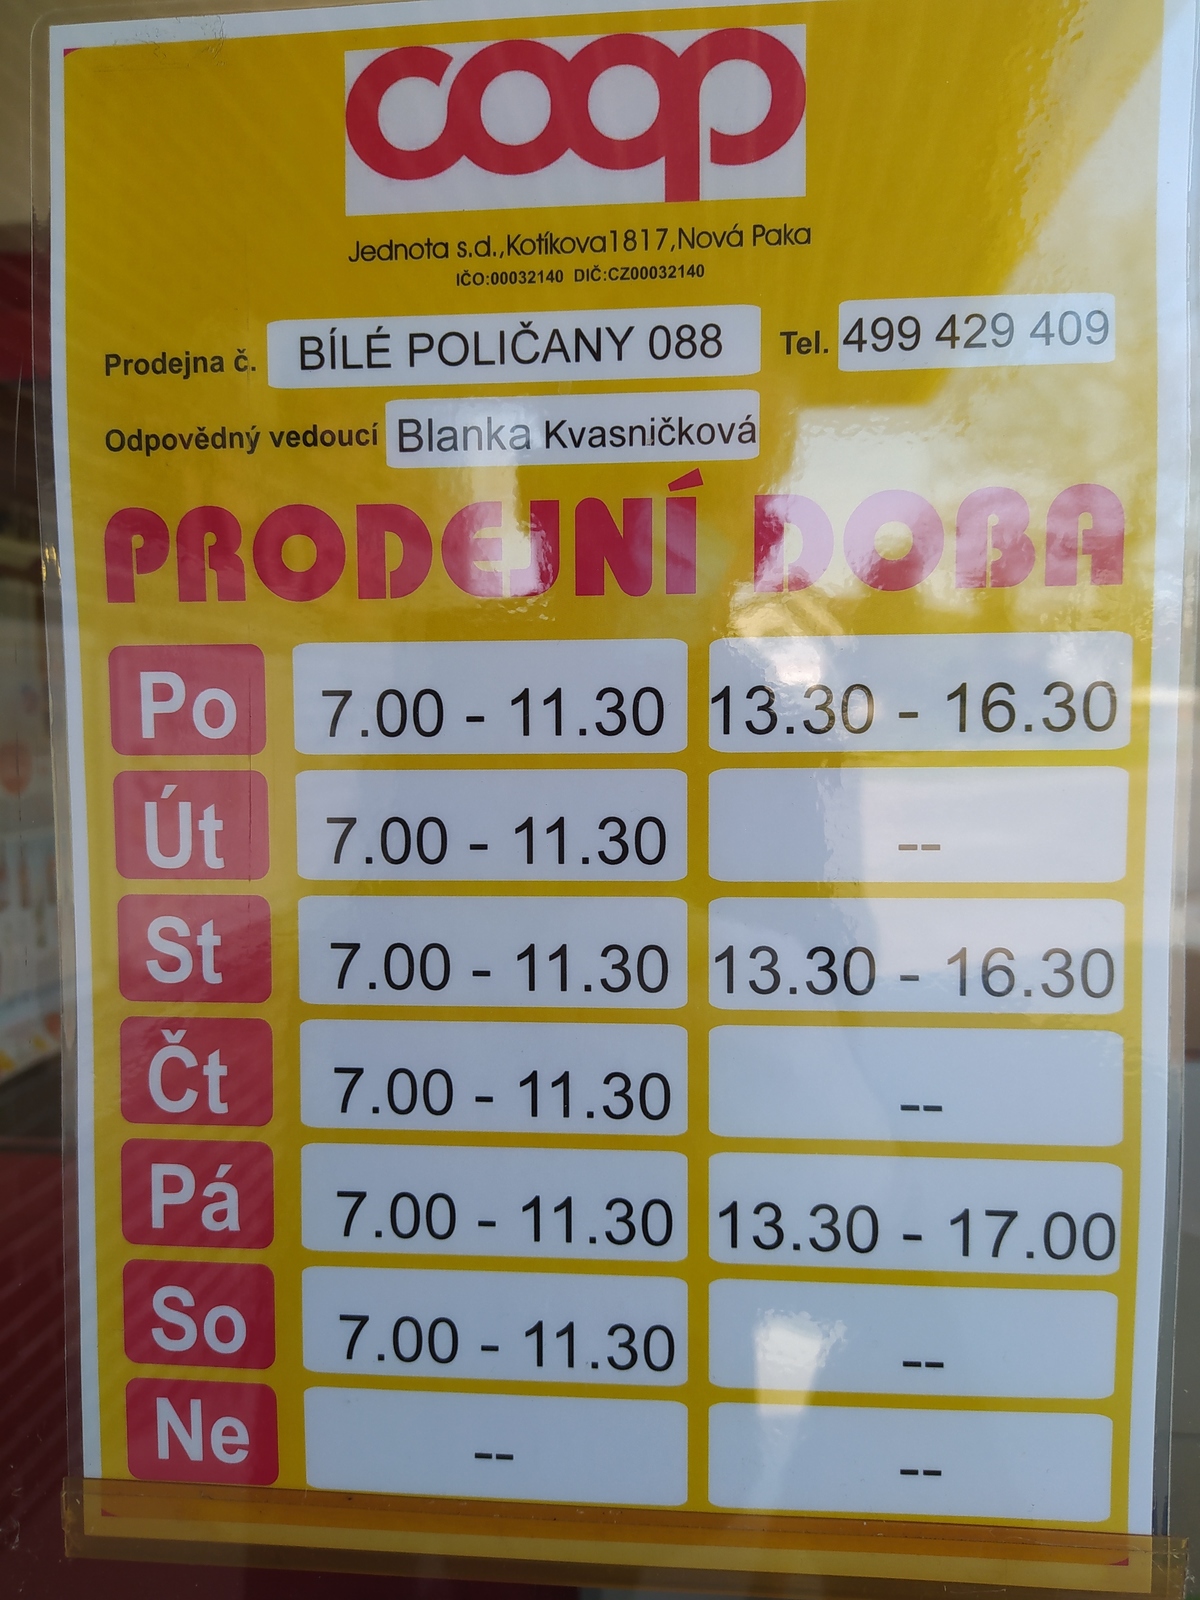 coop
Jednota s.d.,Kotíkova1817,Nová Paka
IČO:00032140 DIČ:CZ00032140
Prodejna č. BÍLÉ POLIČANY 088 Tel. 499 429 409
Odpovědný vedoucí Blanka Kvasničková
PRODEJNÍ DOBA
Po 7.00 - 11.30 13.30 - 16.30
Út 7.00 - 11.30 --
St 7.00 - 11.30 13.30 - 16.30
Čt 7.00 - 11.30 --
Pá 7.00 - 11.30 13.30 - 17.00
So 7.00 - 11.30 --
Ne -- --